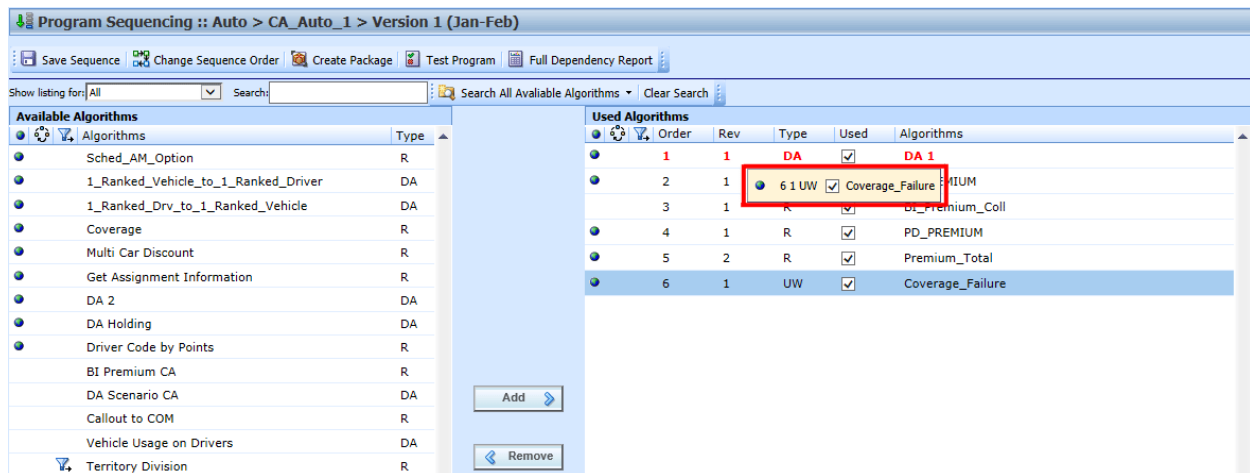 Program Sequencing :: Auto > CA_Auto_1 > Version 1 (Jan-Feb)
Save Sequence Change Sequence Order Create Package Test Program Full Dependency Report
Show listing for: All Search: Search All Avaliable Algorithms Clear Search
Available Algorithms
Algorithms Type
Sched_AM_Option R
1_Ranked_Vehicle_to_1_Ranked_Driver DA
1_Ranked_Drv_to_1_Ranked_Vehicle DA
Coverage R
Multi Car Discount R
Get Assignment Information R
DA 2 DA
DA Holding DA
Driver Code by Points R
BI Premium CA R
DA Scenario CA DA
Callout to COM R
Vehicle Usage on Drivers DA
Territory Division R
Add
Remove
Used Algorithms
Order Rev Type Used Algorithms
1 1 DA DA 1
2 1 MIUM
6 1 UW Coverage_Failure
3 1 R BI_Premium_Coll
4 1 R PD_PREMIUM
5 2 R Premium_Total
6 1 UW Coverage_Failure